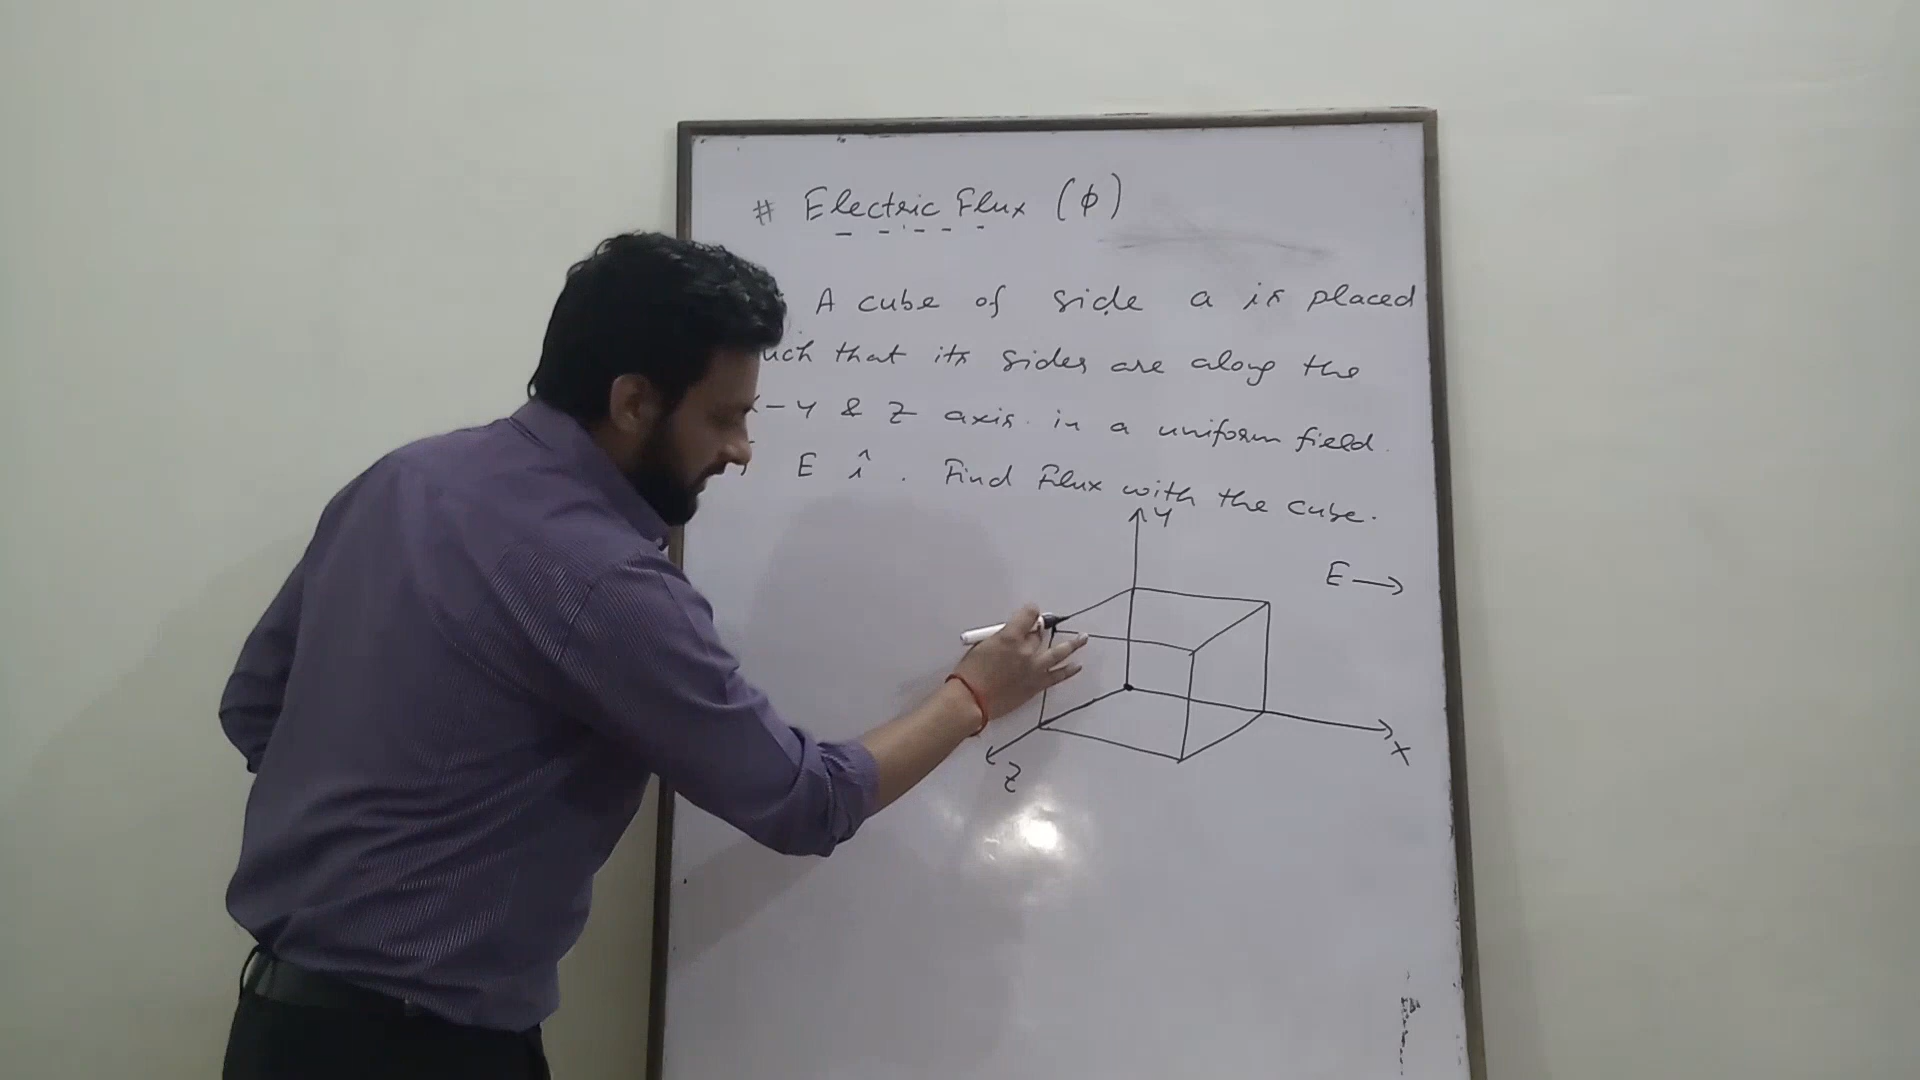 # Electric Flux (ϕ)
A cube of side a is placed
uch that its sides are along the
x-y & Z axis. in a uniform field.
E î . Find Flux with the cube.
Y
E →
X
Z